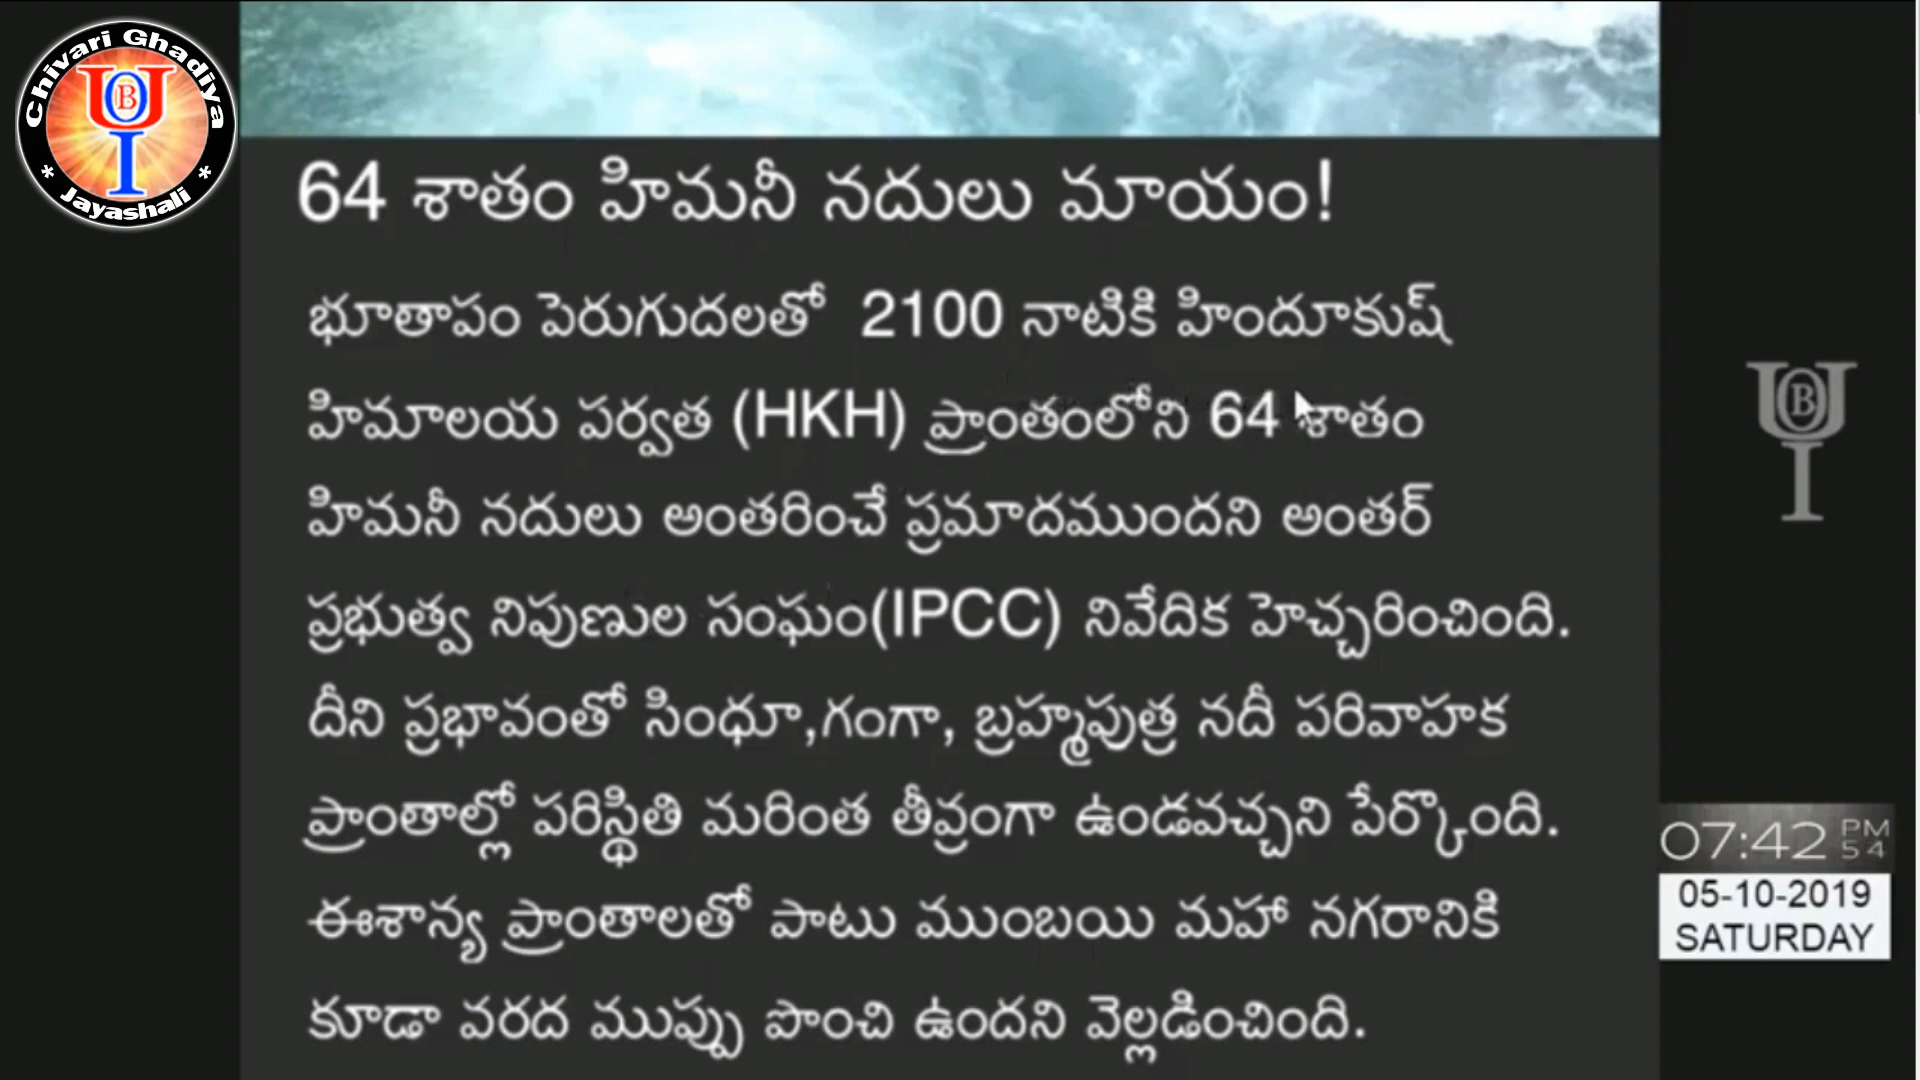 Chivari Ghadiya
UOBI
* Jayashali *
64 శాతం హిమనీ నదులు మాయం!
భూతాపం పెరుగుదలతో 2100 నాటికి హిందూకుష్
హిమాలయ పర్వత (HKH) ప్రాంతంలోని 64 శాతం
హిమనీ నదులు అంతరించే ప్రమాదముందని అంతర్
ప్రభుత్వ నిపుణుల సంఘం(IPCC) నివేదిక హెచ్చరించింది.
దీని ప్రభావంతో సింధూ,గంగా, బ్రహ్మపుత్ర నదీ పరివాహక
ప్రాంతాల్లో పరిస్థితి మరింత తీవ్రంగా ఉండవచ్చని పేర్కొంది.
ఈశాన్య ప్రాంతాలతో పాటు ముంబయి మహా నగరానికి
కూడా వరద ముప్పు పొంచి ఉందని వెల్లడించింది.
UOBI
07:42 PM 54
05-10-2019
SATURDAY